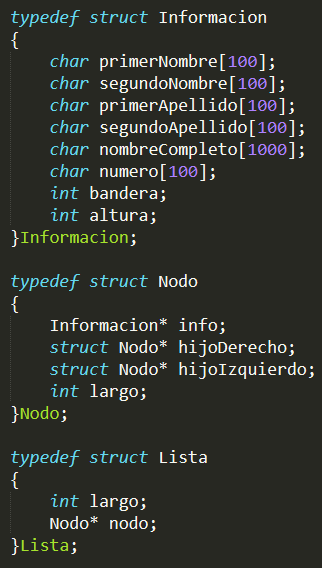 typedef struct Informacion
{
    char primerNombre[100];
    char segundoNombre[100];
    char primerApellido[100];
    char segundoApellido[100];
    char nombreCompleto[1000];
    char numero[100];
    int bandera;
    int altura;
}Informacion;

typedef struct Nodo
{
    Informacion* info;
    struct Nodo* hijoDerecho;
    struct Nodo* hijoIzquierdo;
    int largo;
}Nodo;

typedef struct Lista
{
    int largo;
    Nodo* nodo;
}Lista;